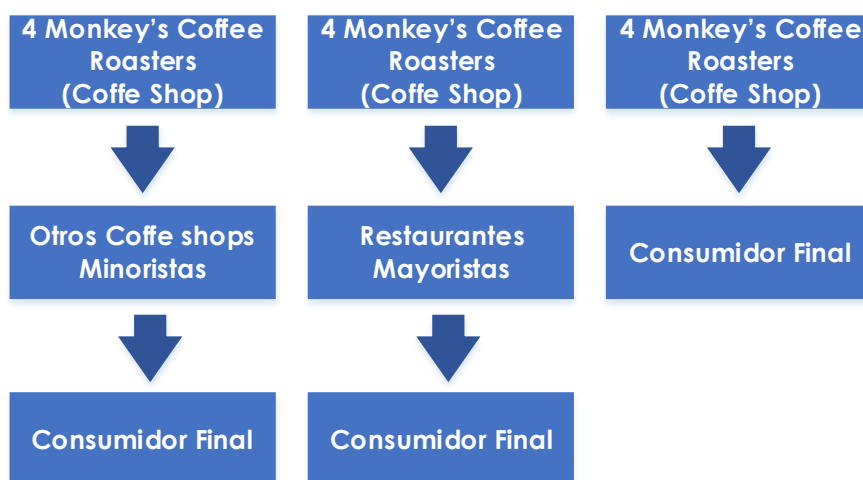 4 Monkey's Coffee
Roasters
(Coffe Shop)
4 Monkey's Coffee
Roasters
(Coffe Shop)
4 Monkey's Coffee
Roasters
(Coffe Shop)
Otros Coffe shops
Minoristas
Restaurantes
Mayoristas
Consumidor Final
Consumidor Final
Consumidor Final